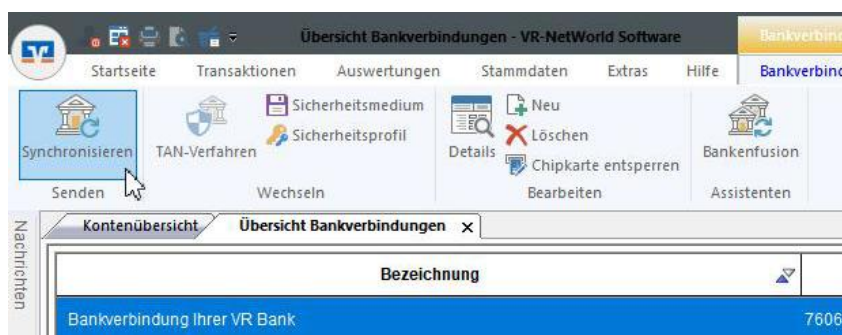 Übersicht Bankverbindungen - VR-NetWorld Software
Bankverbind
Startseite Transaktionen Auswertungen Stammdaten Extras Hilfe Bankverbind
Synchronisieren TAN-Verfahren Sicherheitsmedium Sicherheitsprofil Details Neu Löschen Chipkarte entsperren Bankenfusion
Senden Wechseln Bearbeiten Assistenten
Nachrichten
Kontenübersicht Übersicht Bankverbindungen x
Bezeichnung
Bankverbindung Ihrer VR Bank 7606